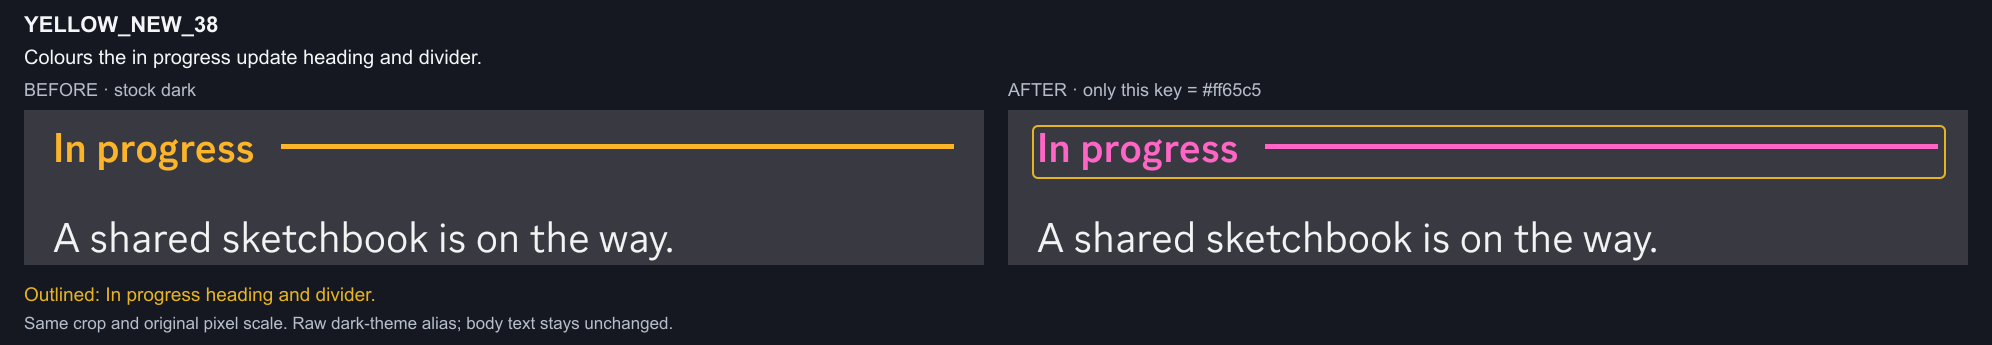 YELLOW_NEW_38
Colours the in progress update heading and divider.
BEFORE · stock dark
In progress
A shared sketchbook is on the way.
AFTER · only this key = #ff65c5
In progress
A shared sketchbook is on the way.
Outlined: In progress heading and divider.
Same crop and original pixel scale. Raw dark-theme alias; body text stays unchanged.